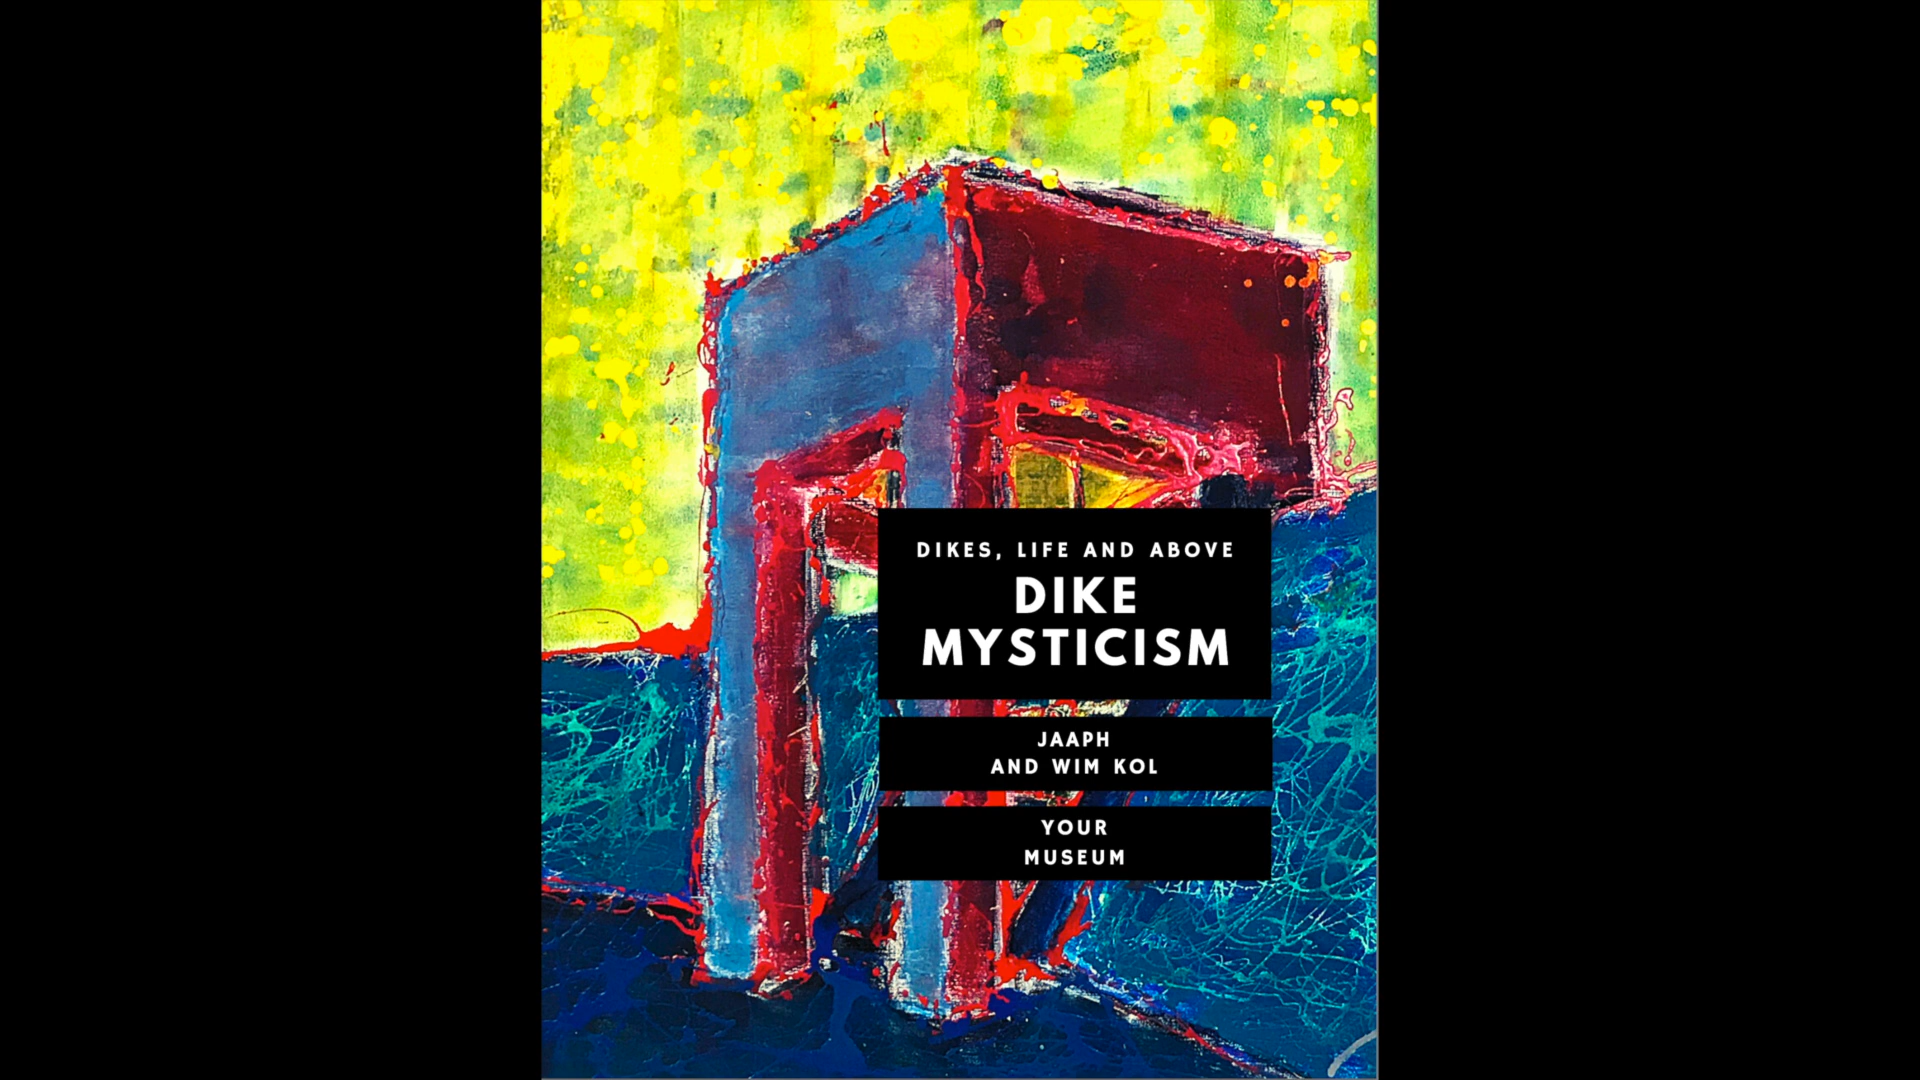 DIKES, LIFE AND ABOVE
DIKE
MYSTICISM
JAAPH
AND WIM KOL
YOUR
MUSEUM